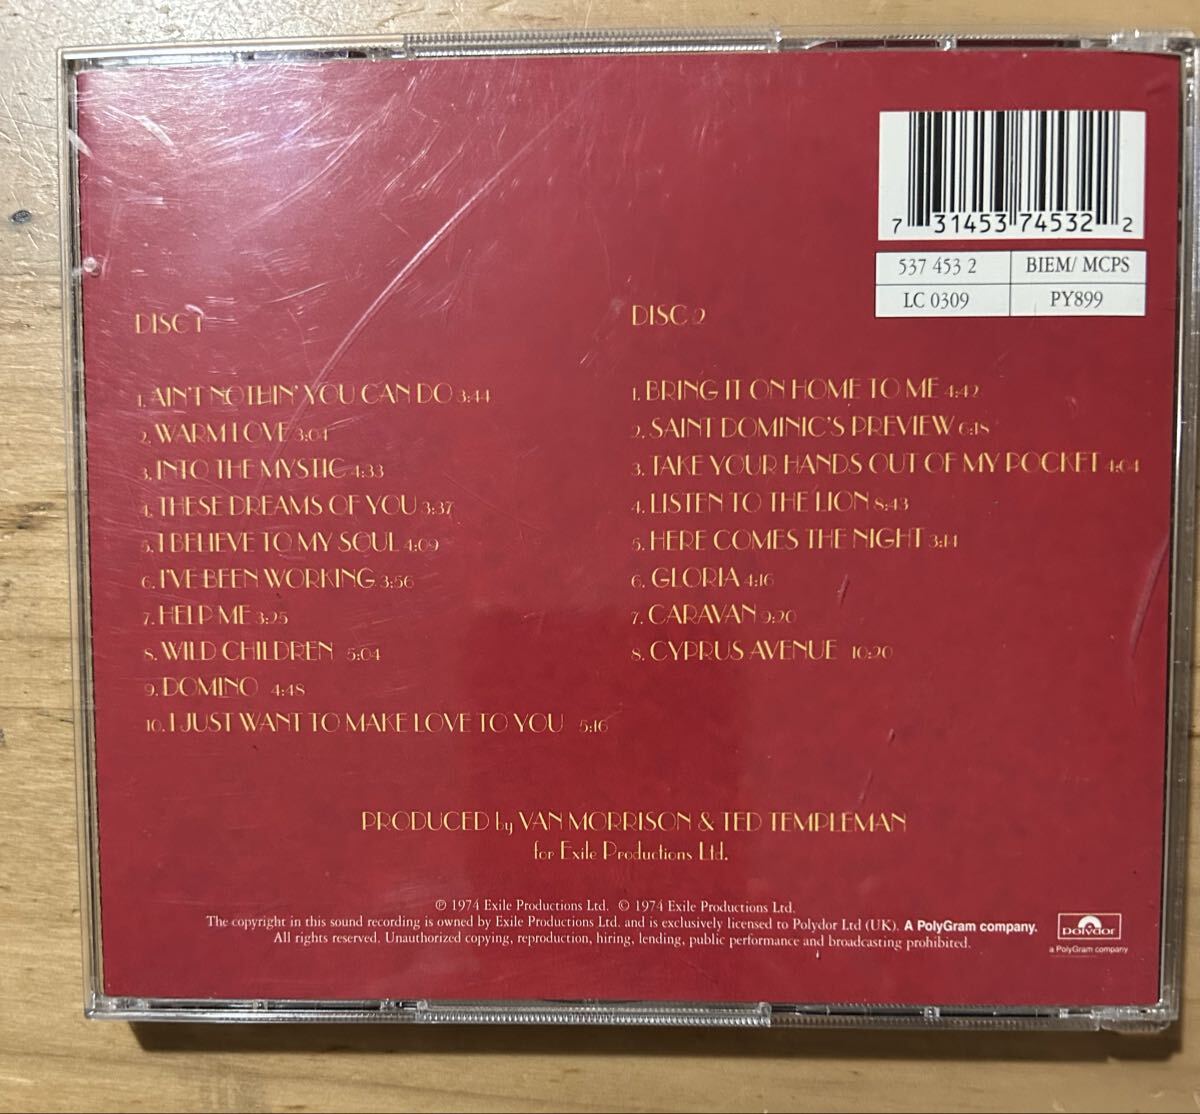 7 31453 74532 2
537 453 2 BIEM/ MCPS
LC 0309 PY899
DISC 1
1. AIN'T NOTHIN' YOU CAN DO 3:44
2. WARM LOVE 3:04
3. INTO THE MYSTIC 4:33
4. THESE DREAMS OF YOU 3:37
5. I BELIEVE TO MY SOUL 4:09
6. I'VE BEEN WORKING 3:56
7. HELP ME 3:25
8. WILD CHILDREN 5:04
9. DOMINO 4:48
10. I JUST WANT TO MAKE LOVE TO YOU 5:16
DISC 2
1. BRING IT ON HOME TO ME 4:42
2. SAINT DOMINIC'S PREVIEW 6:18
3. TAKE YOUR HANDS OUT OF MY POCKET 4:04
4. LISTEN TO THE LION 8:43
5. HERE COMES THE NIGHT 3:14
6. GLORIA 4:16
7. CARAVAN 9:20
8. CYPRUS AVENUE 10:20
PRODUCED by VAN MORRISON & TED TEMPLEMAN
for Exile Productions Ltd.
℗ 1974 Exile Productions Ltd. © 1974 Exile Productions Ltd.
The copyright in this sound recording is owned by Exile Productions Ltd. and is exclusively licensed to Polydor Ltd (UK). A PolyGram company.
All rights reserved. Unauthorized copying, reproduction, hiring, lending, public performance and broadcasting prohibited.
polydor
a PolyGram company